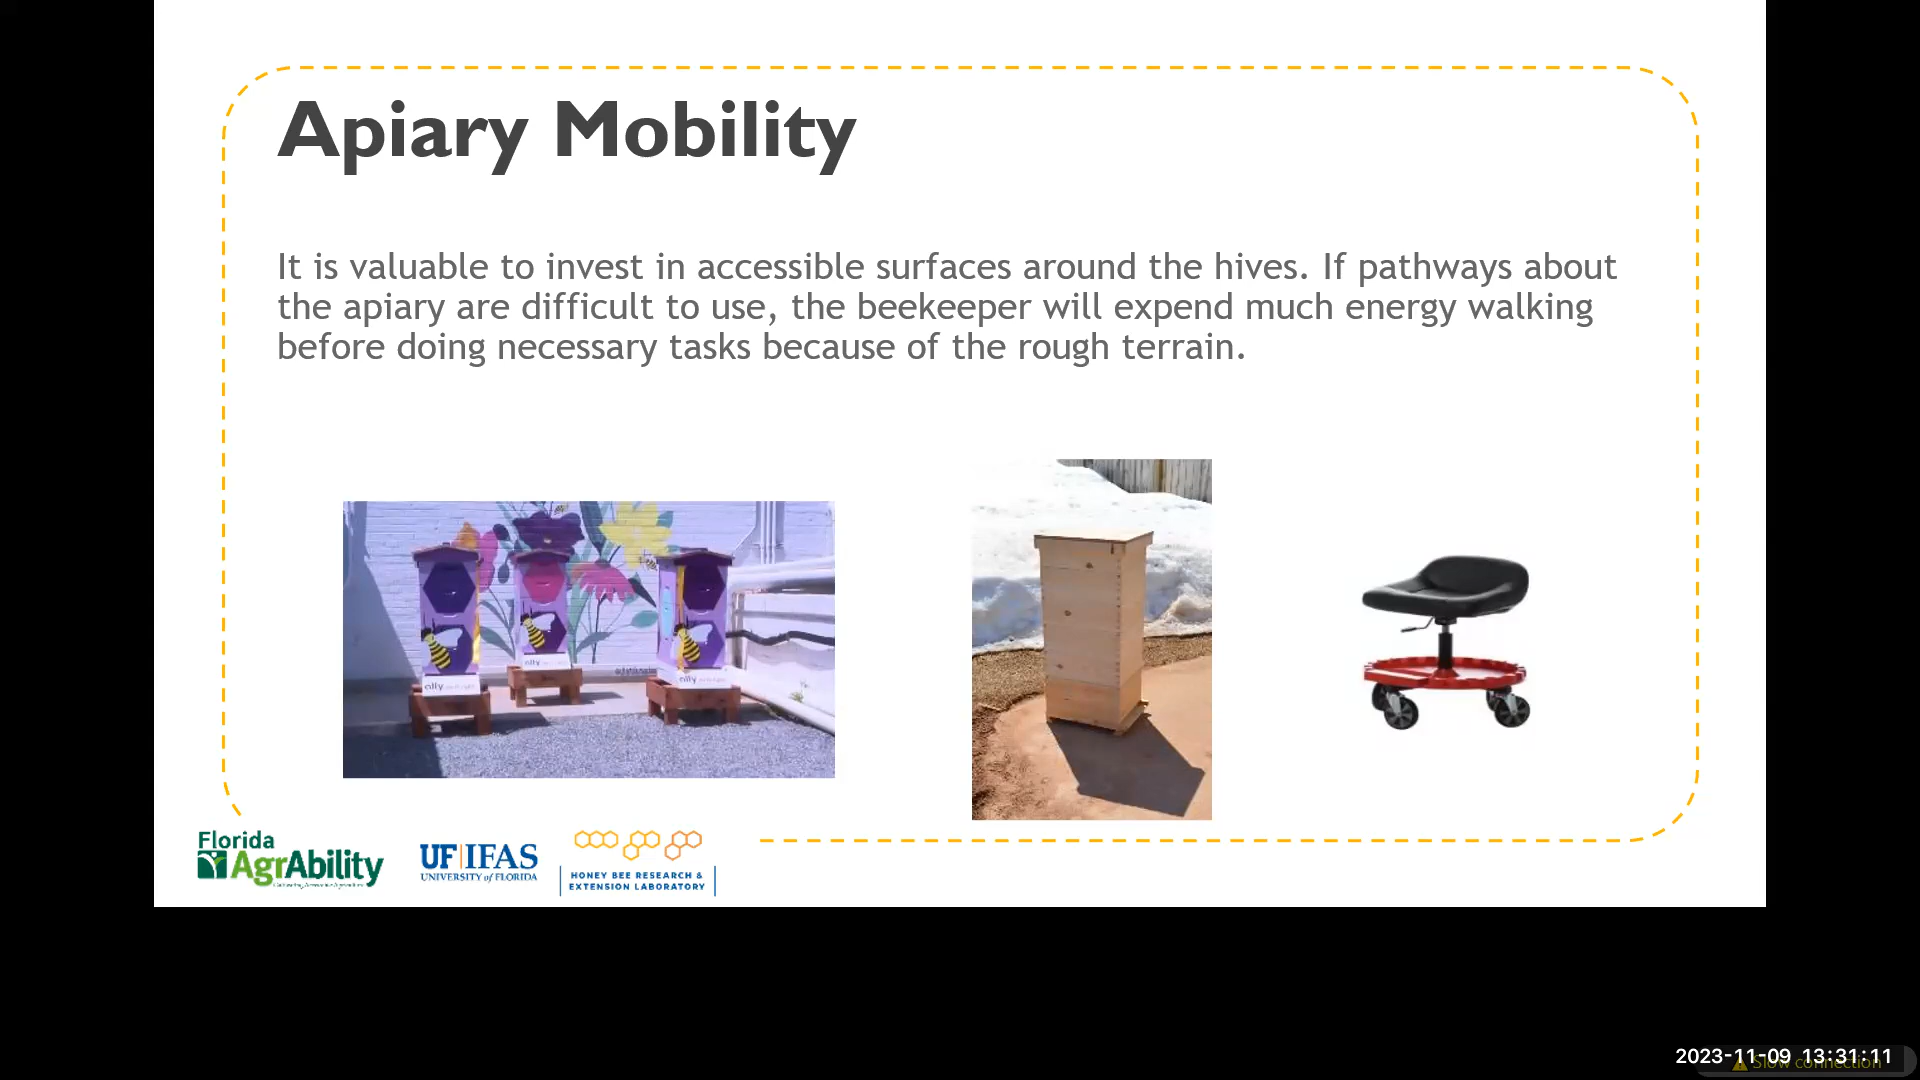 Apiary Mobility
It is valuable to invest in accessible surfaces around the hives. If pathways about
the apiary are difficult to use, the beekeeper will expend much energy walking
before doing necessary tasks because of the rough terrain.
ally
ally
ally
Florida
AgrAbility
UF|IFAS
UNIVERSITY of FLORIDA
HONEY BEE RESEARCH &
EXTENSION LABORATORY
2023-11-09 13:31:11
Slow connection